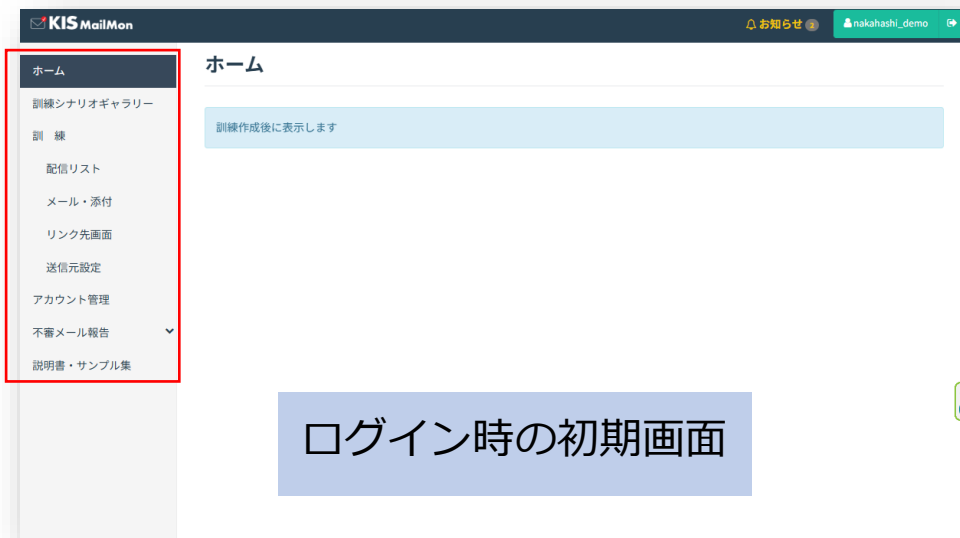 KIS MailMon
お知らせ 2
nakahashi_demo
ホーム
訓練シナリオギャラリー
訓　練
配信リスト
メール・添付
リンク先画面
送信元設定
アカウント管理
不審メール報告
説明書・サンプル集
ホーム
訓練作成後に表示します
ログイン時の初期画面